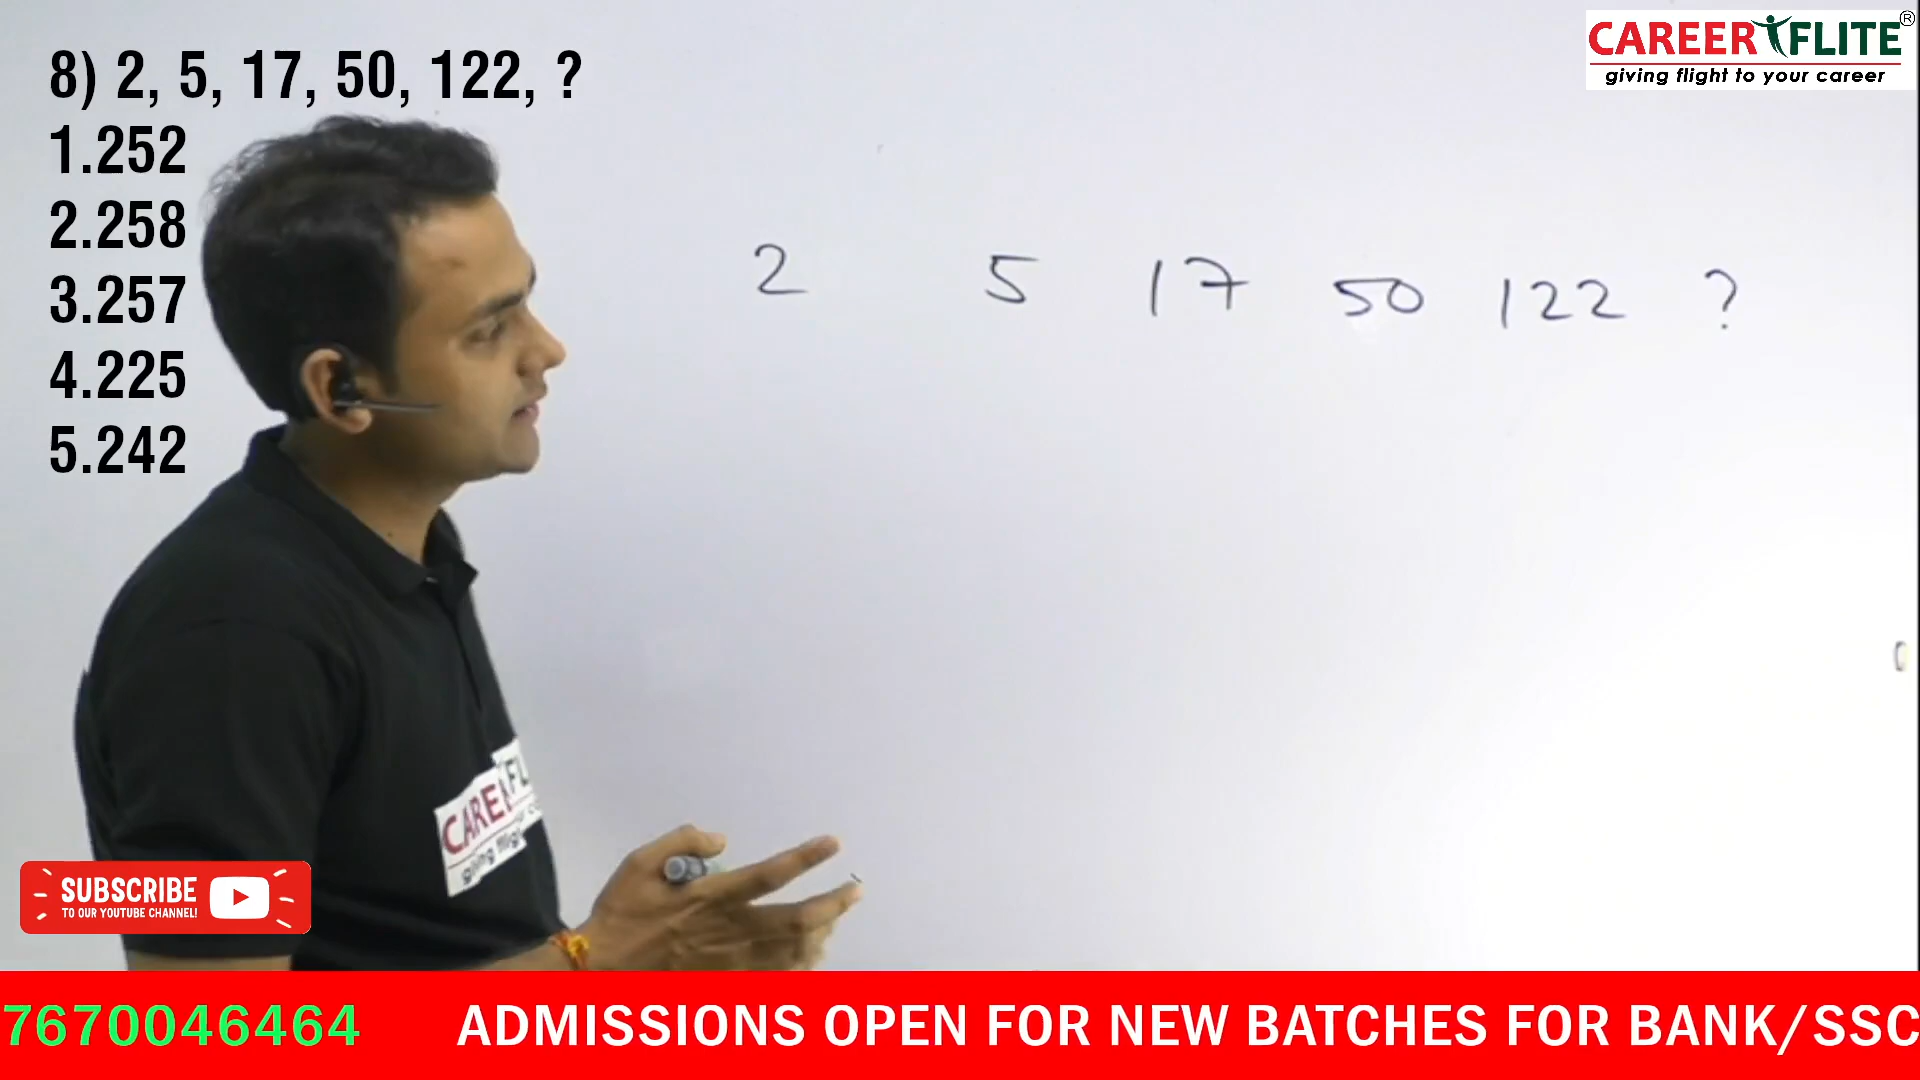 8) 2, 5, 17, 50, 122, ?
1.252
2.258
3.257
4.225
5.242
CAREER FLITE®
giving flight to your career
2 5 17 50 122 ?
SUBSCRIBE
TO OUR YOUTUBE CHANNEL!
7670046464 ADMISSIONS OPEN FOR NEW BATCHES FOR BANK/SSC